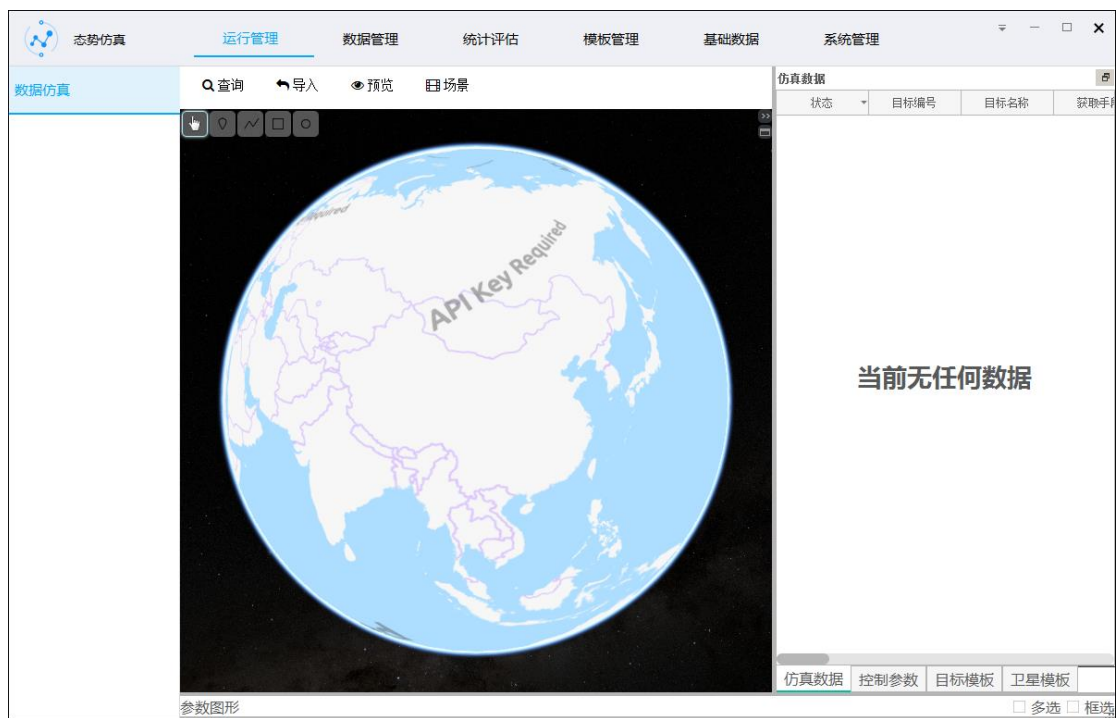 态势仿真 运行管理 数据管理 统计评估 模板管理 基础数据 系统管理
数据仿真
查询 导入 预览 场景
仿真数据
状态 目标编号 目标名称 获取手
API Key Required
当前无任何数据
仿真数据 控制参数 目标模板 卫星模板
参数图形 多选 框选